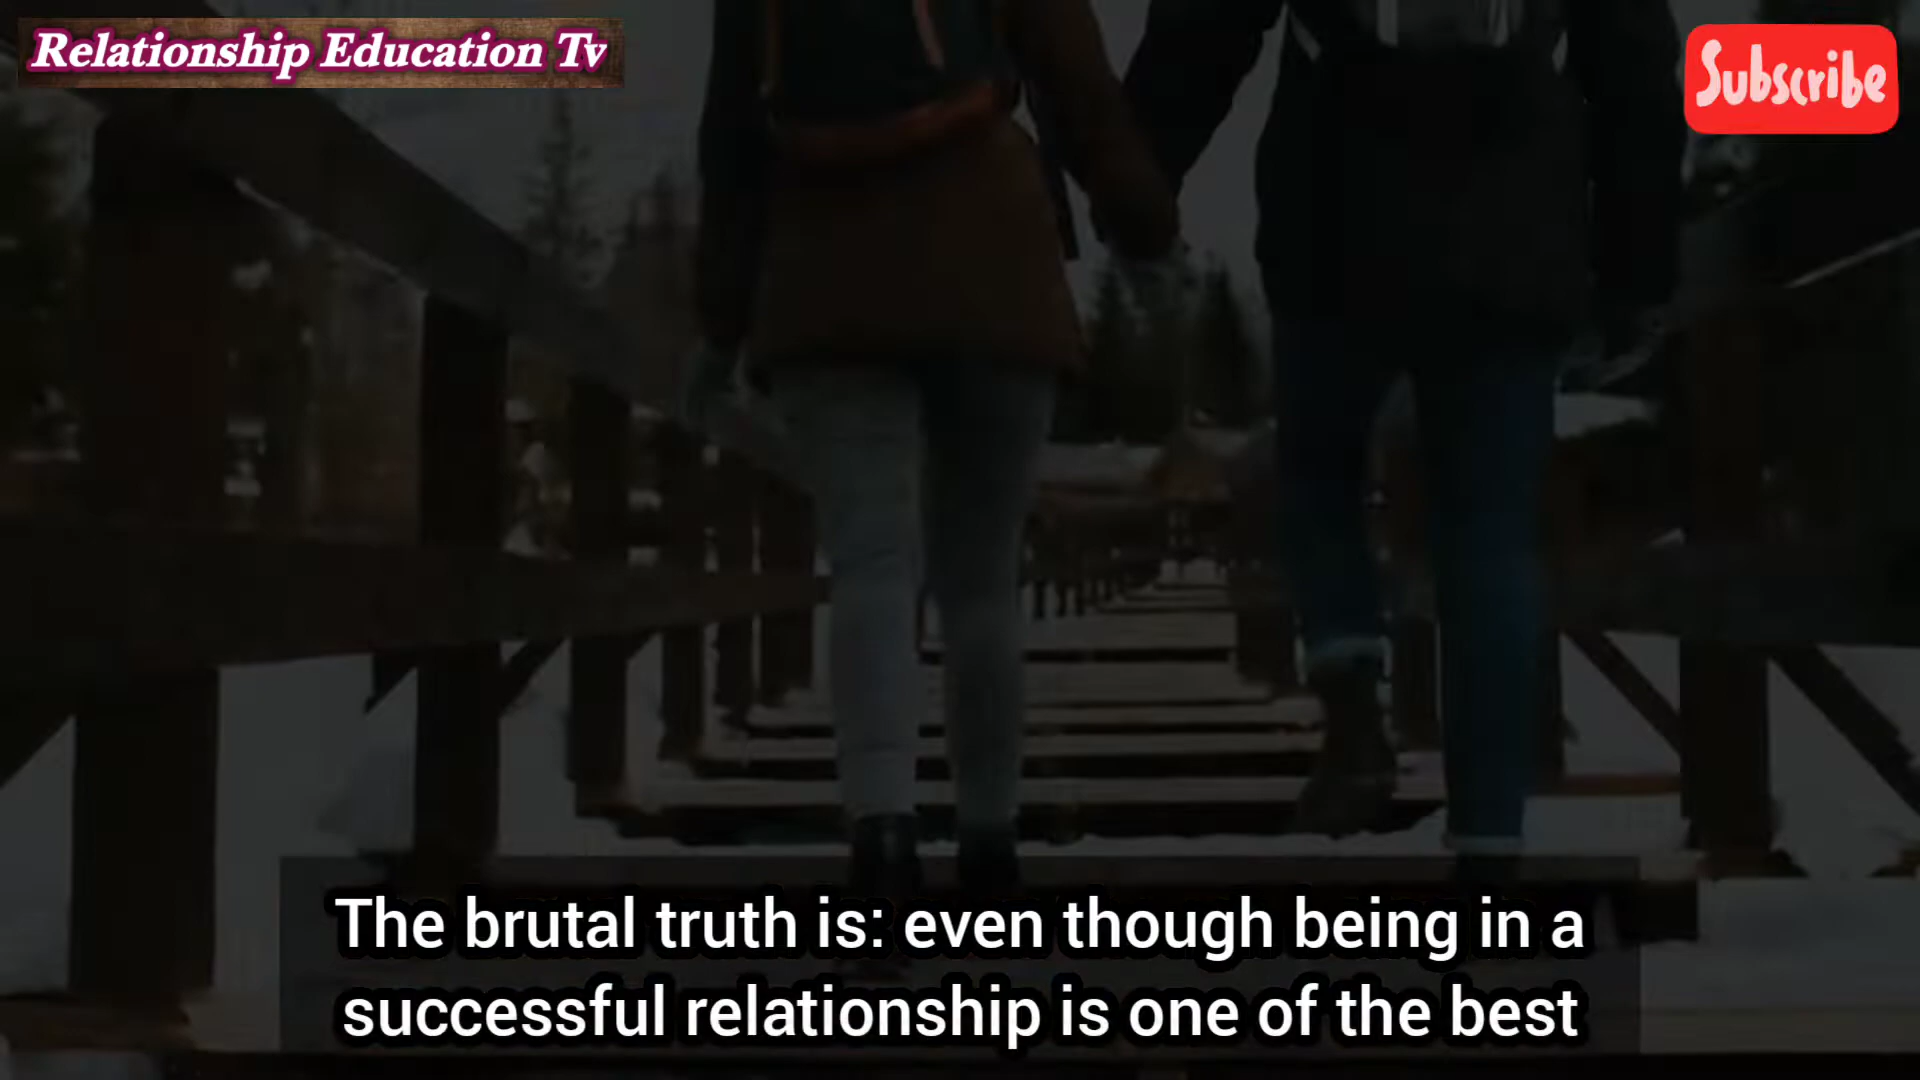 Relationship Education Tv
Subscribe
The brutal truth is: even though being in a
successful relationship is one of the best